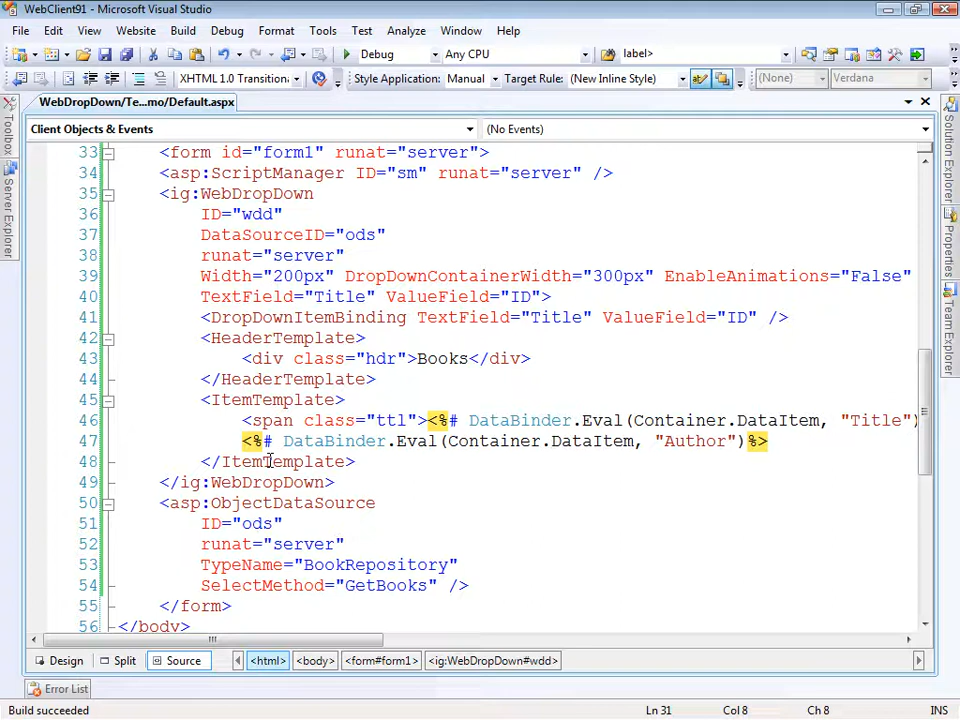 WebClient91 - Microsoft Visual Studio
File Edit View Website Build Debug Format Tools Test Analyze Window Help
Debug Any CPU label>
XHTML 1.0 Transition Style Application: Manual Target Rule: (New Inline Style) (None) Verdana
WebDropDown/Te...mo/Default.aspx
Client Objects & Events (No Events)
Toolbox
Server Explorer
Solution Explorer
Properties
Team Explorer
33 <form id="form1" runat="server">
34 <asp:ScriptManager ID="sm" runat="server" />
35 <ig:WebDropDown
36 ID="wdd"
37 DataSourceID="ods"
38 runat="server"
39 Width="200px" DropDownContainerWidth="300px" EnableAnimations="False"
40 TextField="Title" ValueField="ID">
41 <DropDownItemBinding TextField="Title" ValueField="ID" />
42 <HeaderTemplate>
43 <div class="hdr">Books</div>
44 </HeaderTemplate>
45 <ItemTemplate>
46 <span class="ttl"><%# DataBinder.Eval(Container.DataItem, "Title")
47 <%# DataBinder.Eval(Container.DataItem, "Author")%>
48 </ItemTemplate>
49 </ig:WebDropDown>
50 <asp:ObjectDataSource
51 ID="ods"
52 runat="server"
53 TypeName="BookRepository"
54 SelectMethod="GetBooks" />
55 </form>
56 </body>
Design Split Source <html> <body> <form#form1> <ig:WebDropDown#wdd>
Error List
Build succeeded Ln 31 Col 8 Ch 8 INS